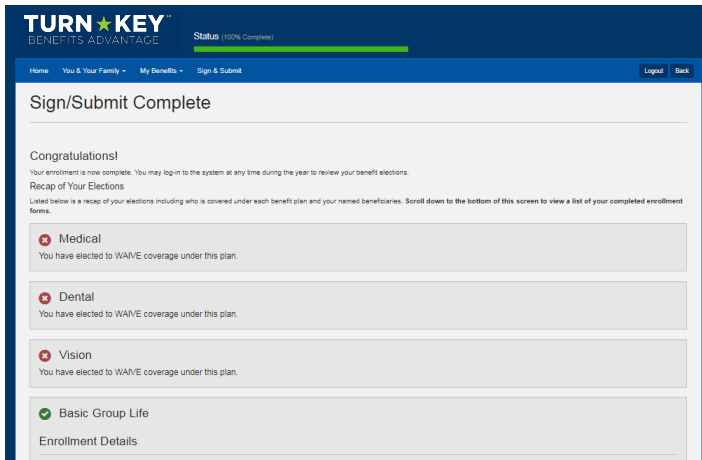 TURN★KEY℠
BENEFITS ADVANTAGE
Status (100% Complete)
Home You & Your Family My Benefits Sign & Submit Logout Back
Sign/Submit Complete
Congratulations!
Your enrollment is now complete. You may log-in to the system at any time during the year to review your benefit elections.
Recap of Your Elections
Listed below is a recap of your elections including who is covered under each benefit plan and your named beneficiaries. Scroll down to the bottom of this screen to view a list of your completed enrollment
forms.
Medical
You have elected to WAIVE coverage under this plan.
Dental
You have elected to WAIVE coverage under this plan.
Vision
You have elected to WAIVE coverage under this plan.
Basic Group Life
Enrollment Details